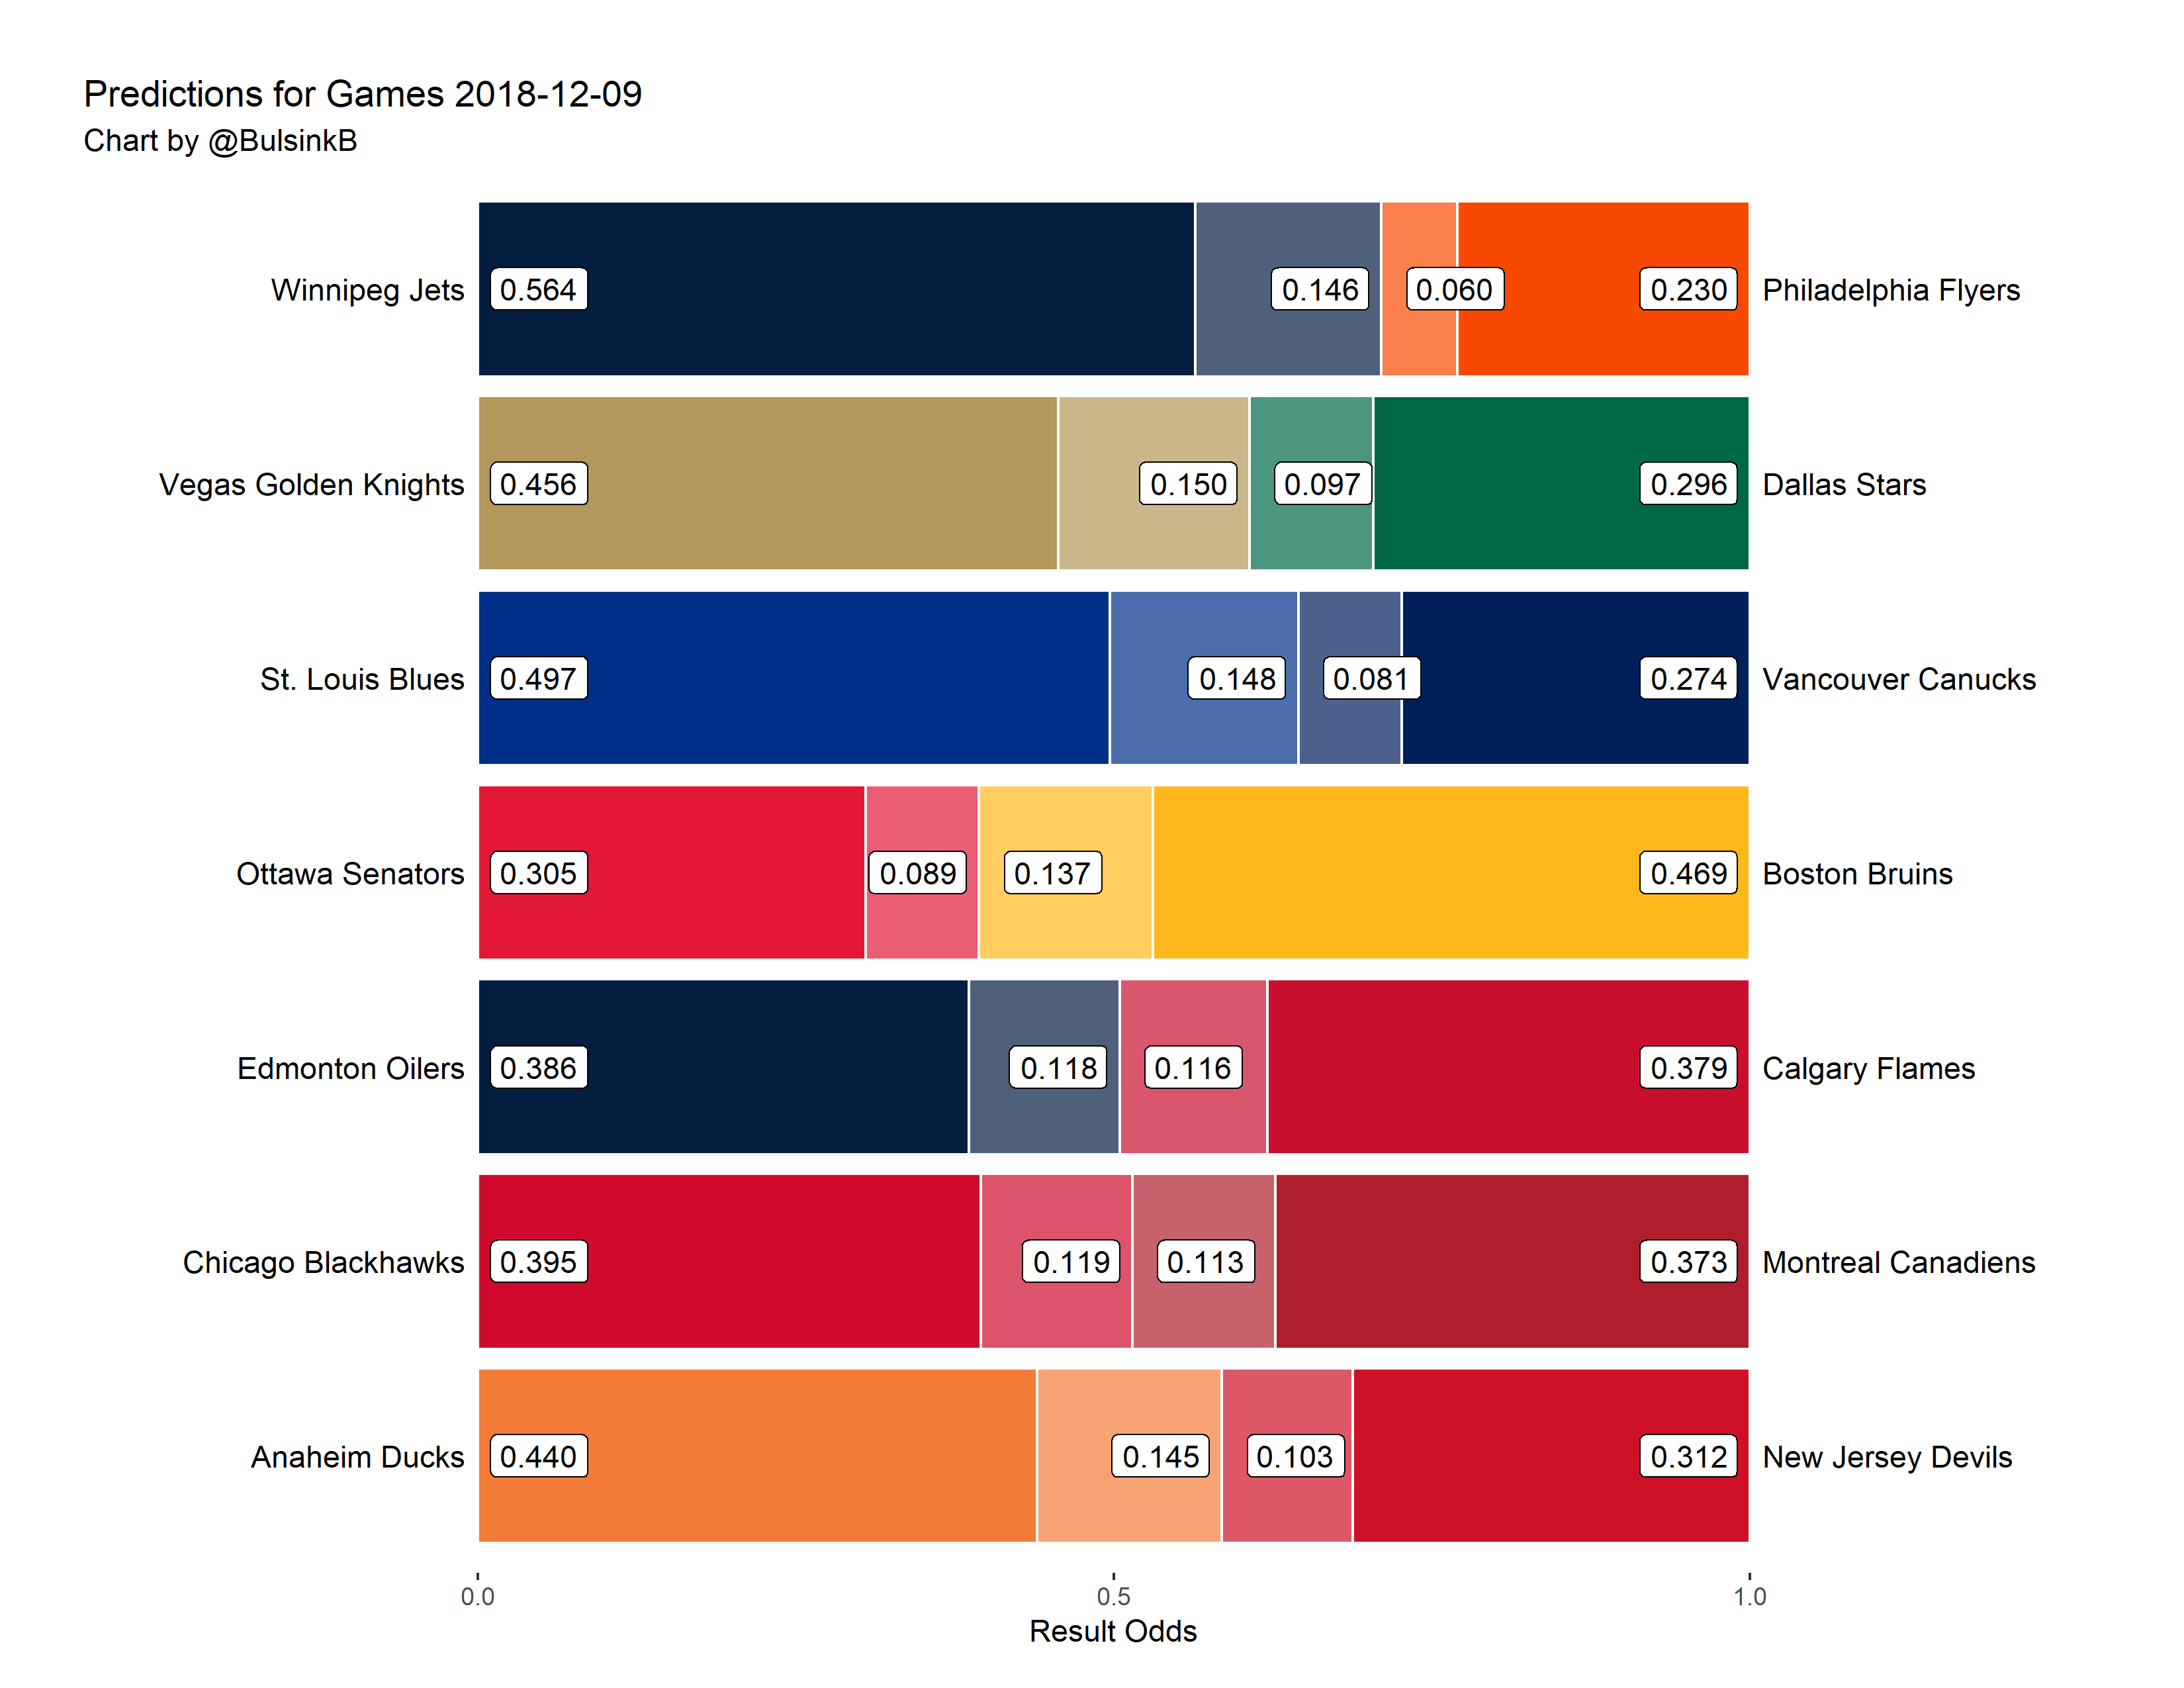 Predictions for Games 2018-12-09
Chart by @BulsinkB
Winnipeg Jets 0.564 0.146 0.060 0.230 Philadelphia Flyers
Vegas Golden Knights 0.456 0.150 0.097 0.296 Dallas Stars
St. Louis Blues 0.497 0.148 0.081 0.274 Vancouver Canucks
Ottawa Senators 0.305 0.089 0.137 0.469 Boston Bruins
Edmonton Oilers 0.386 0.118 0.116 0.379 Calgary Flames
Chicago Blackhawks 0.395 0.119 0.113 0.373 Montreal Canadiens
Anaheim Ducks 0.440 0.145 0.103 0.312 New Jersey Devils
0.0 0.5 1.0
Result Odds